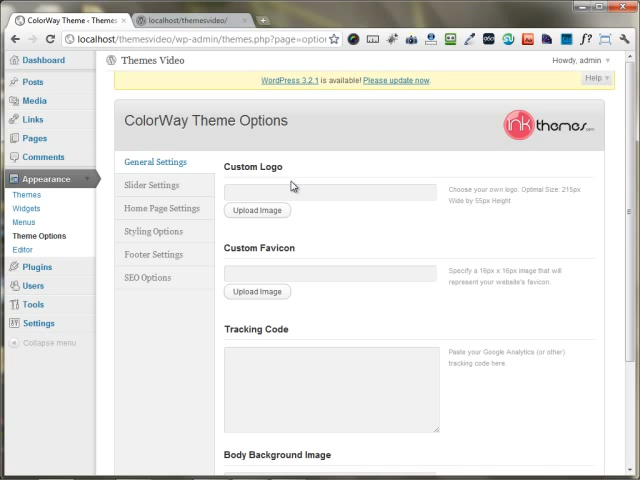 ColorWay Theme - Themes
localhost/themesvideo/
localhost/themesvideo/wp-admin/themes.php?page=option
Themes Video
Howdy, admin
WordPress 3.2.1 is available! Please update now.
Help
Dashboard
Posts
Media
Links
Pages
Comments
Appearance
Themes
Widgets
Menus
Theme Options
Editor
Plugins
Users
Tools
Settings
Collapse menu
ColorWay Theme Options
inkthemes.com
General Settings
Slider Settings
Home Page Settings
Styling Options
Footer Settings
SEO Options
Custom Logo
Upload Image
Choose your own logo. Optimal Size: 215px
Wide by 55px Height
Custom Favicon
Upload Image
Specify a 16px x 16px image that will
represent your website's favicon.
Tracking Code
Paste your Google Analytics (or other)
tracking code here.
Body Background Image